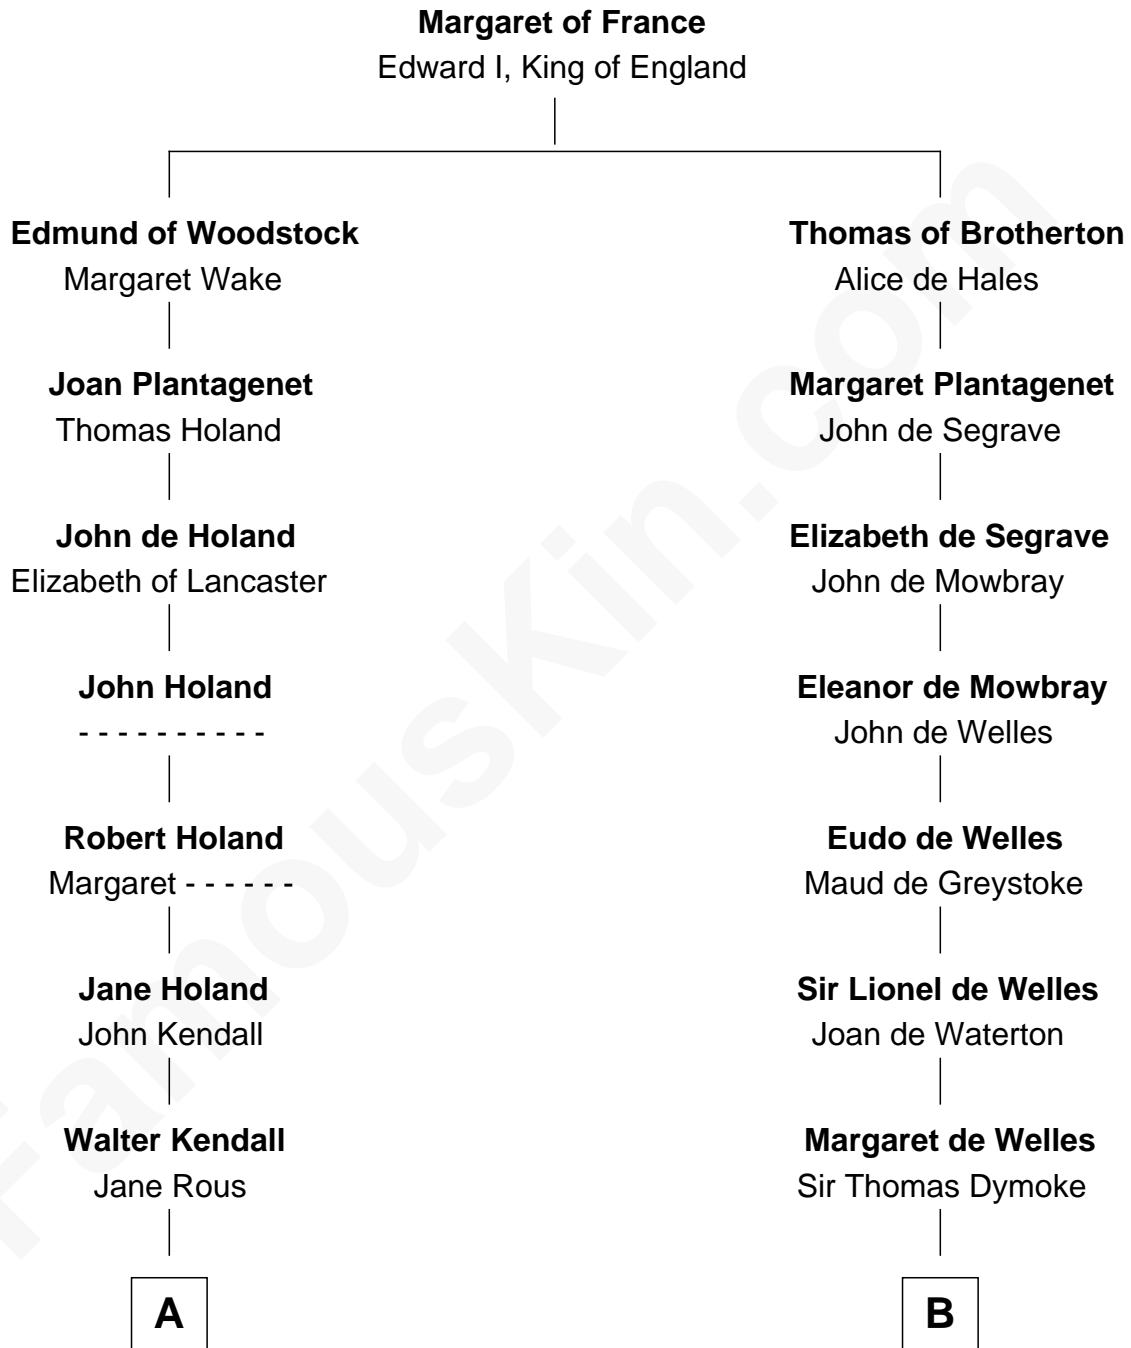 Margaret of France
Edward I, King of England
Edmund of Woodstock
Margaret Wake
Thomas of Brotherton
Alice de Hales
Joan Plantagenet
Thomas Holand
Margaret Plantagenet
John de Segrave
John de Holand
Elizabeth of Lancaster
Elizabeth de Segrave
John de Mowbray
John Holand
- - - - - - - - - -
Eleanor de Mowbray
John de Welles
Robert Holand
Margaret - - - - - -
Eudo de Welles
Maud de Greystoke
Jane Holand
John Kendall
Sir Lionel de Welles
Joan de Waterton
Walter Kendall
Jane Rous
Margaret de Welles
Sir Thomas Dymoke
A
B
FamousKin.com